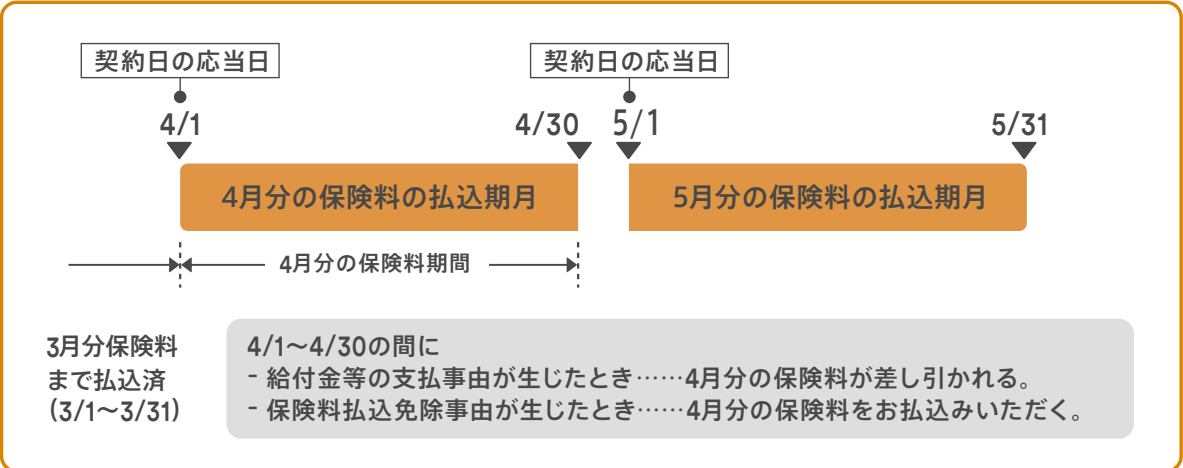 契約日の応当日
契約日の応当日
4/1
4/30
5/1
5/31
4月分の保険料の払込期月
5月分の保険料の払込期月
4月分の保険料期間
3月分保険料
まで払込済
(3/1〜3/31)
4/1〜4/30の間に
- 給付金等の支払事由が生じたとき……4月分の保険料が差し引かれる。
- 保険料払込免除事由が生じたとき……4月分の保険料をお払込みいただく。